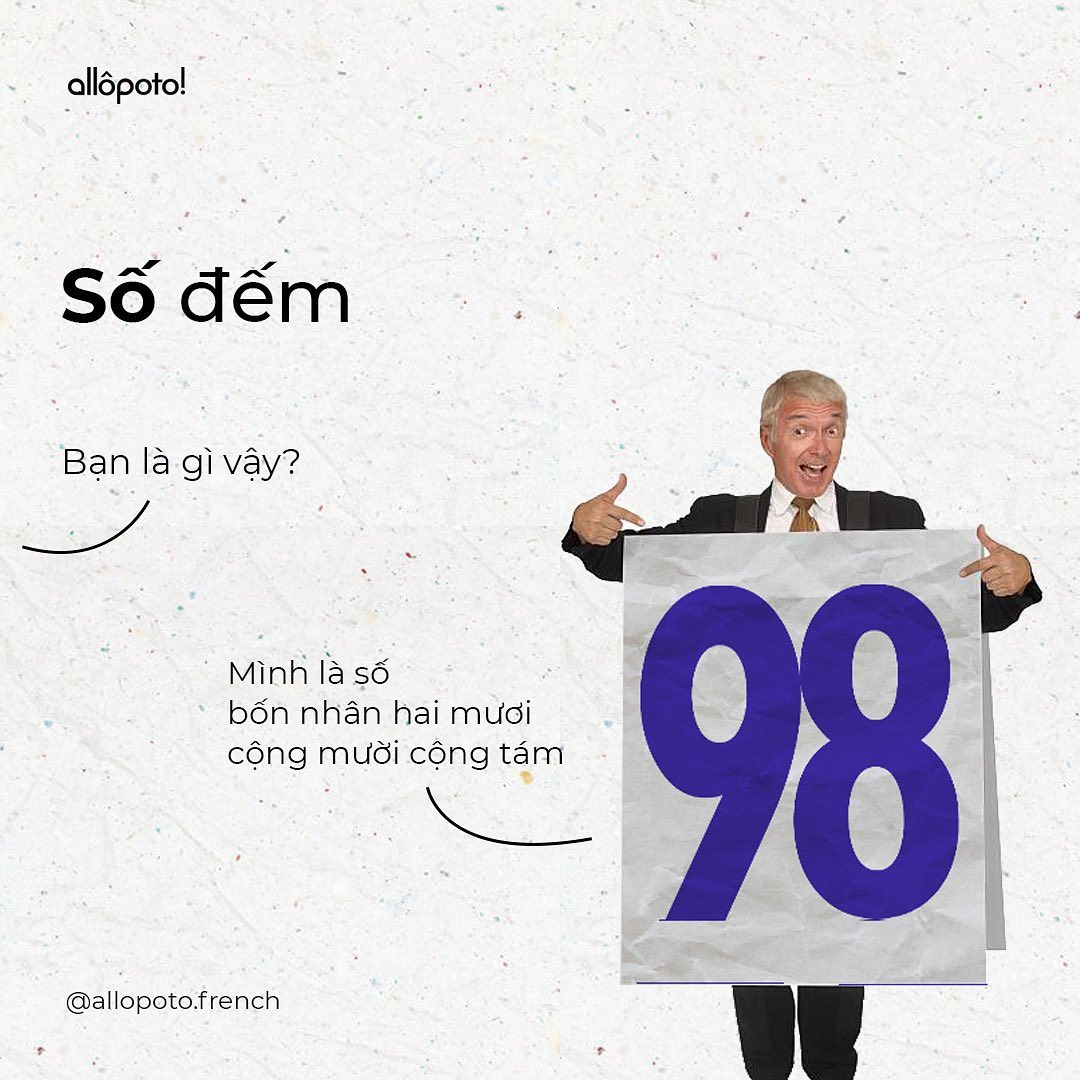 allôpoto!
Số đếm
Bạn là gì vậy?
Mình là số
bốn nhân hai mươi
cộng mười cộng tám
98
@allopoto.french